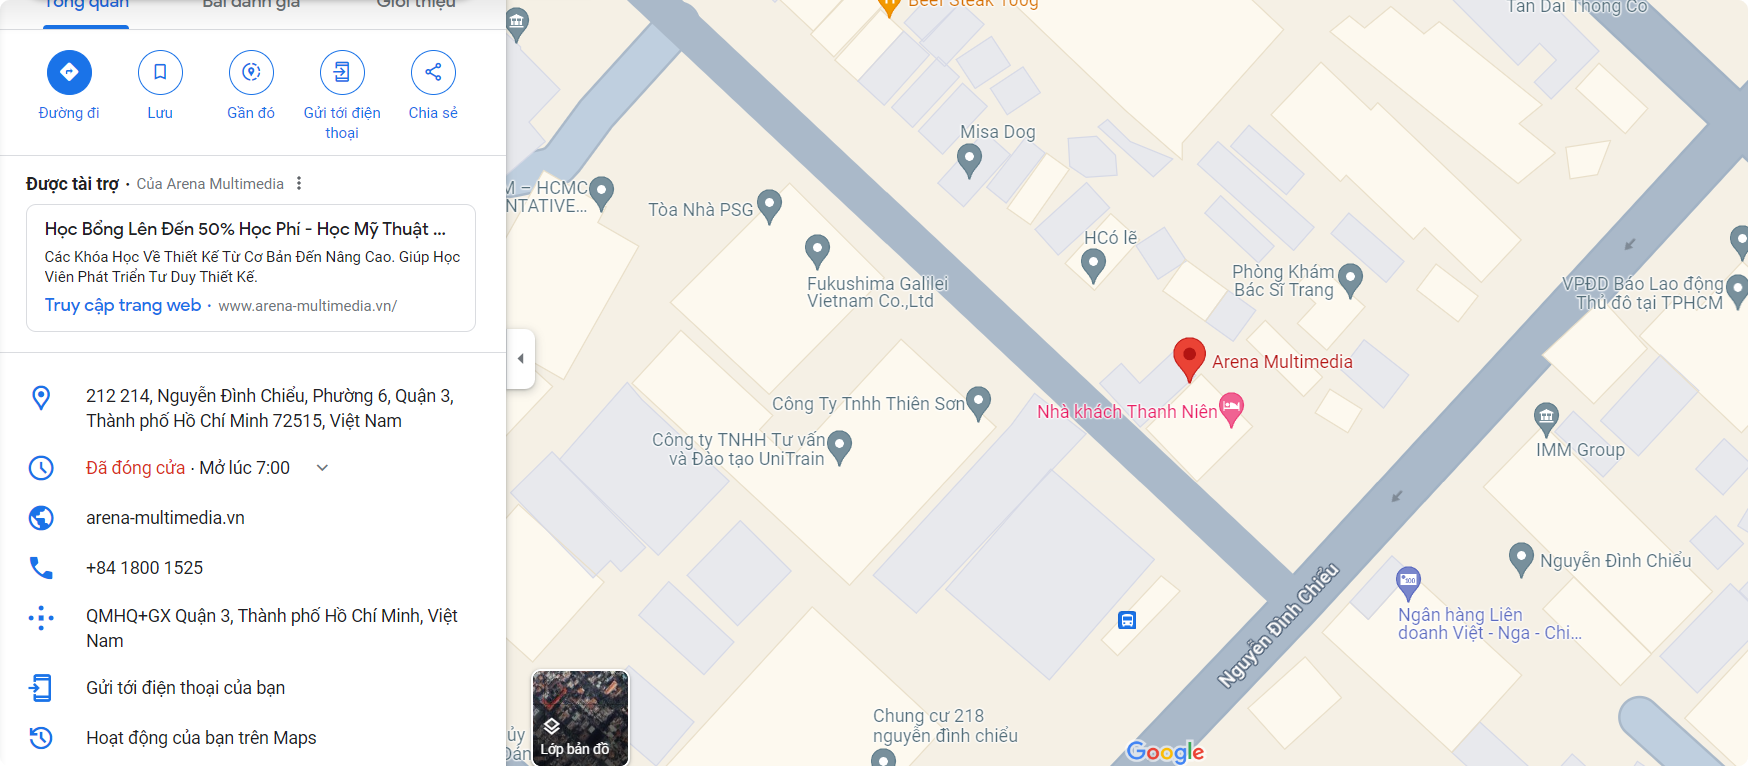 Tổng quan
Bài đánh giá
Giới thiệu
Đường đi
Lưu
Gần đó
Gửi tới điện
thoại
Chia sẻ
Được tài trợ · Của Arena Multimedia
Học Bổng Lên Đến 50% Học Phí - Học Mỹ Thuật ...
Các Khóa Học Về Thiết Kế Từ Cơ Bản Đến Nâng Cao. Giúp Học
Viên Phát Triển Tư Duy Thiết Kế.
Truy cập trang web · www.arena-multimedia.vn/
212 214, Nguyễn Đình Chiểu, Phường 6, Quận 3,
Thành phố Hồ Chí Minh 72515, Việt Nam
Đã đóng cửa · Mở lúc 7:00
arena-multimedia.vn
+84 1800 1525
QMHQ+GX Quận 3, Thành phố Hồ Chí Minh, Việt
Nam
Gửi tới điện thoại của bạn
Hoạt động của bạn trên Maps
Beef Steak 100g
Tan Dai Thong Co
Misa Dog
M – HCMC
NTATIVE...
Tòa Nhà PSG
HCó lẽ
Fukushima Galilei
Vietnam Co.,Ltd
Phòng Khám
Bác Sĩ Trang
VPĐD Báo Lao động
Thủ đô tại TPHCM
Arena Multimedia
Công Ty Tnhh Thiên Sơn
Nhà khách Thanh Niên
Công ty TNHH Tư vấn
và Đào tạo UniTrain
IMM Group
Nguyễn Đình Chiểu
Nguyễn Đình Chiểu
Ngân hàng Liên
doanh Việt - Nga - Chi...
Chung cư 218
nguyễn đình chiểu
ủy
Đán
Lớp bản đồ
Google